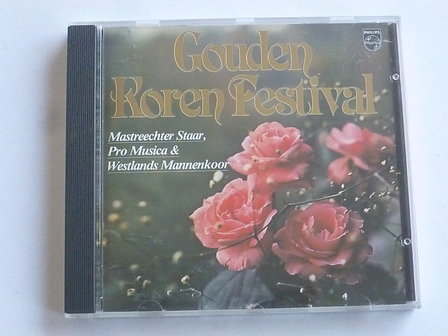 PHILIPS
Gouden
Koren Festival
Mastreechter Staar,
Pro Musica &
Westlands Mannenkoor